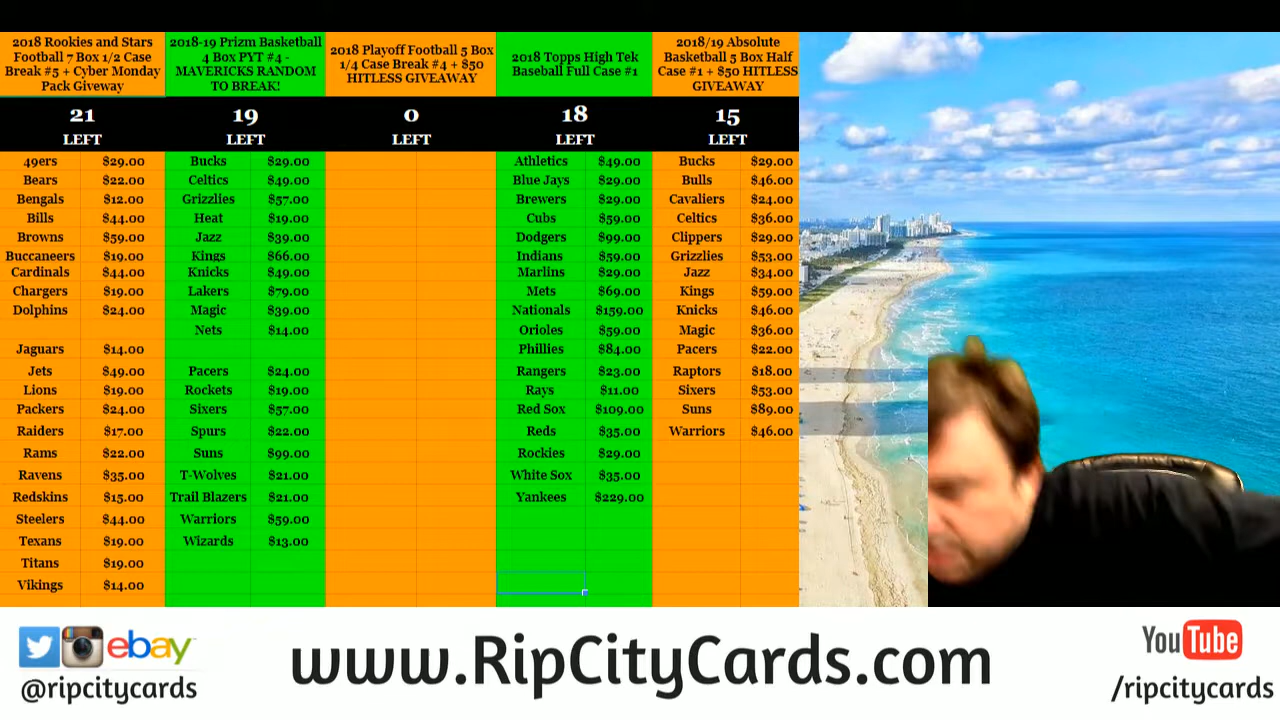 2018 Rookies and Stars
Football 7 Box 1/2 Case
Break #5 + Cyber Monday
Pack Giveway
21
LEFT
49ers $29.00
Bears $22.00
Bengals $12.00
Bills $44.00
Browns $59.00
Buccaneers $19.00
Cardinals $44.00
Chargers $19.00
Dolphins $24.00
Jaguars $14.00
Jets $49.00
Lions $19.00
Packers $24.00
Raiders $17.00
Rams $22.00
Ravens $35.00
Redskins $15.00
Steelers $44.00
Texans $19.00
Titans $19.00
Vikings $14.00
2018-19 Prizm Basketball
4 Box PYT #4 -
MAVERICKS RANDOM
TO BREAK!
19
LEFT
Bucks $29.00
Celtics $49.00
Grizzlies $57.00
Heat $19.00
Jazz $39.00
Kings $66.00
Knicks $49.00
Lakers $79.00
Magic $39.00
Nets $14.00
Pacers $24.00
Rockets $19.00
Sixers $57.00
Spurs $22.00
Suns $99.00
T-Wolves $21.00
Trail Blazers $21.00
Warriors $59.00
Wizards $13.00
2018 Playoff Football 5 Box
1/4 Case Break #4 + $50
HITLESS GIVEAWAY
0
LEFT
2018 Topps High Tek
Baseball Full Case #1
18
LEFT
Athletics $49.00
Blue Jays $29.00
Brewers $29.00
Cubs $59.00
Dodgers $99.00
Indians $59.00
Marlins $29.00
Mets $69.00
Nationals $159.00
Orioles $59.00
Phillies $84.00
Rangers $23.00
Rays $11.00
Red Sox $109.00
Reds $35.00
Rockies $29.00
White Sox $35.00
Yankees $229.00
2018/19 Absolute
Basketball 5 Box Half
Case #1 + $50 HITLESS
GIVEAWAY
15
LEFT
Bucks $29.00
Bulls $46.00
Cavaliers $24.00
Celtics $36.00
Clippers $29.00
Grizzlies $53.00
Jazz $34.00
Kings $59.00
Knicks $46.00
Magic $36.00
Pacers $22.00
Raptors $18.00
Sixers $53.00
Suns $89.00
Warriors $46.00
ebay
@ripcitycards
www.RipCityCards.com
YouTube
/ripcitycards